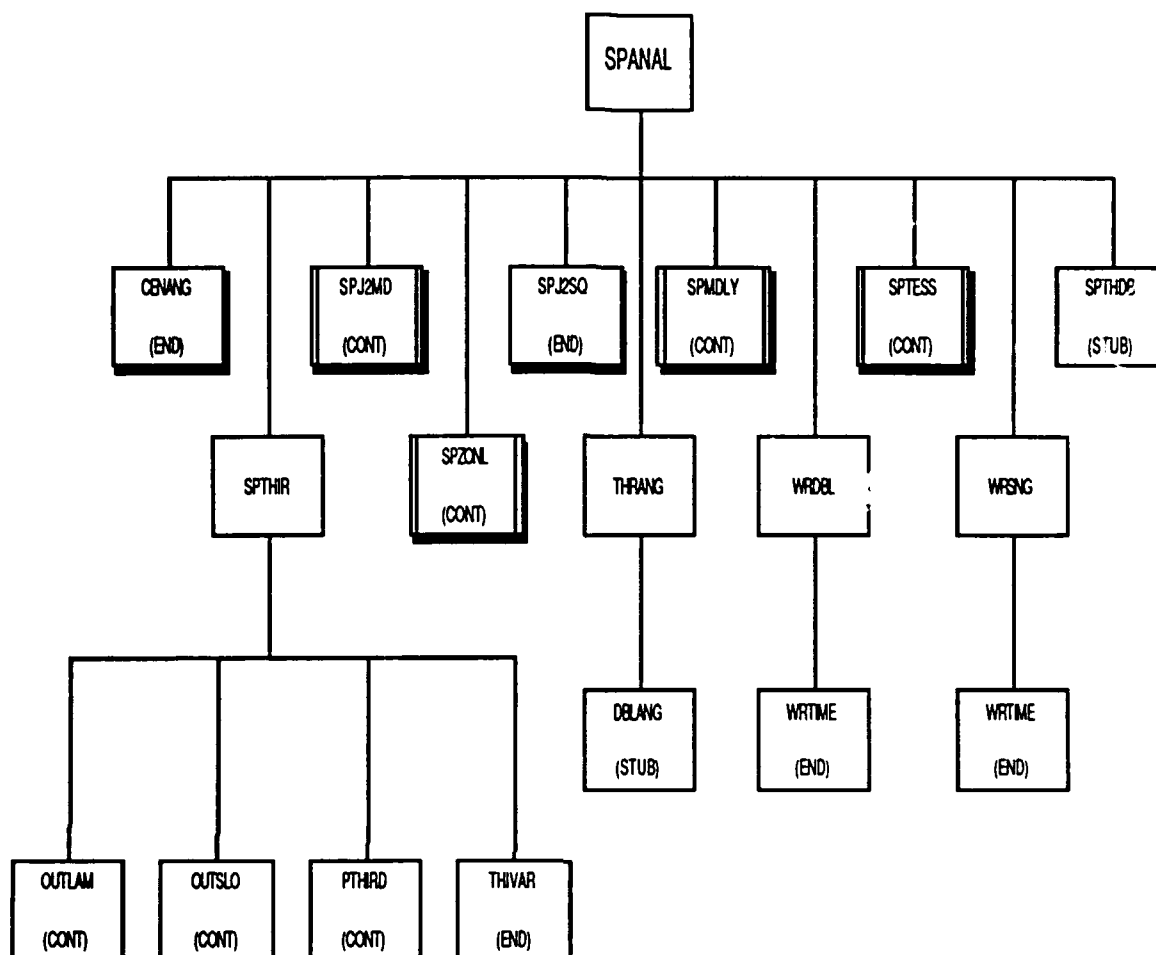 SPANAL
CENANG
(END)
SPJ2MD
(CONT)
SPJ2SQ
(END)
SPMDLY
(CONT)
SPTESS
(CONT)
SPTHDB
(STUB)
SPTHIR
SPZONL
(CONT)
THRANG
WRDBL
WRSNG
DBLANG
(STUB)
WRTIME
(END)
WRTIME
(END)
OUTLAM
(CONT)
OUTSLO
(CONT)
PTHIRD
(CONT)
THIVAR
(END)